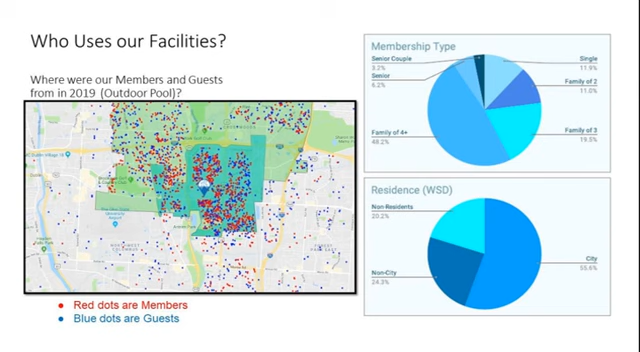 Who Uses our Facilities?
Where were our Members and Guests
from in 2019 (Outdoor Pool)?
Red dots are Members
Blue dots are Guests
Membership Type
Senior Couple
3.2%
Senior
6.2%
Single
11.9%
Family of 2
11.0%
Family of 3
19.5%
Family of 4+
48.2%
Residence (WSD)
Non-Residents
20.2%
Non-City
24.3%
City
55.6%